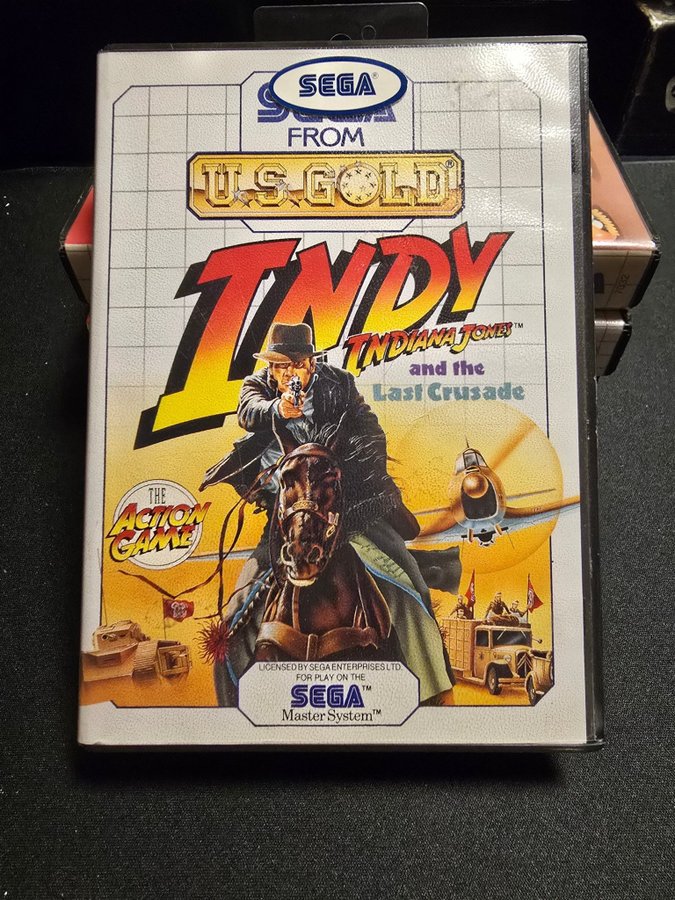 SEGA®
SEGA
FROM
U.S. GOLD®
INDY
INDIANA JONES™
and the
Last Crusade
THE
ACTION
GAME
LICENSED BY SEGA ENTERPRISES LTD.
FOR PLAY ON THE
SEGA™
Master System™